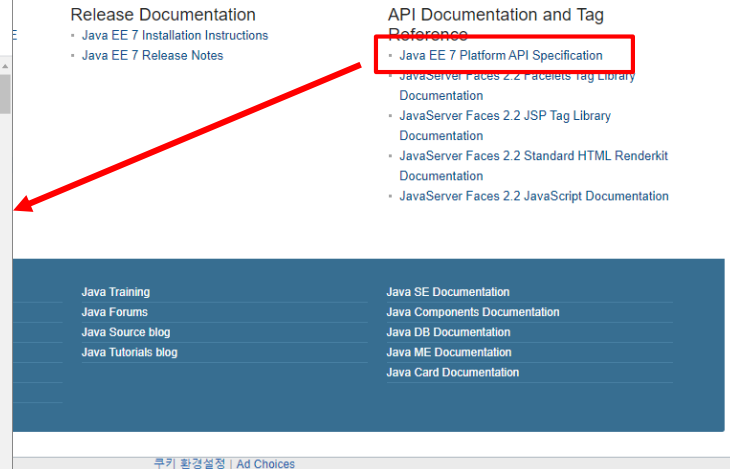 Release Documentation
Java EE 7 Installation Instructions
Java EE 7 Release Notes
API Documentation and Tag
Reference
Java EE 7 Platform API Specification
JavaServer Faces 2.2 Facelets Tag Library
Documentation
JavaServer Faces 2.2 JSP Tag Library
Documentation
JavaServer Faces 2.2 Standard HTML Renderkit
Documentation
JavaServer Faces 2.2 JavaScript Documentation
Java Training
Java Forums
Java Source blog
Java Tutorials blog
Java SE Documentation
Java Components Documentation
Java DB Documentation
Java ME Documentation
Java Card Documentation
쿠키 환경설정 | Ad Choices